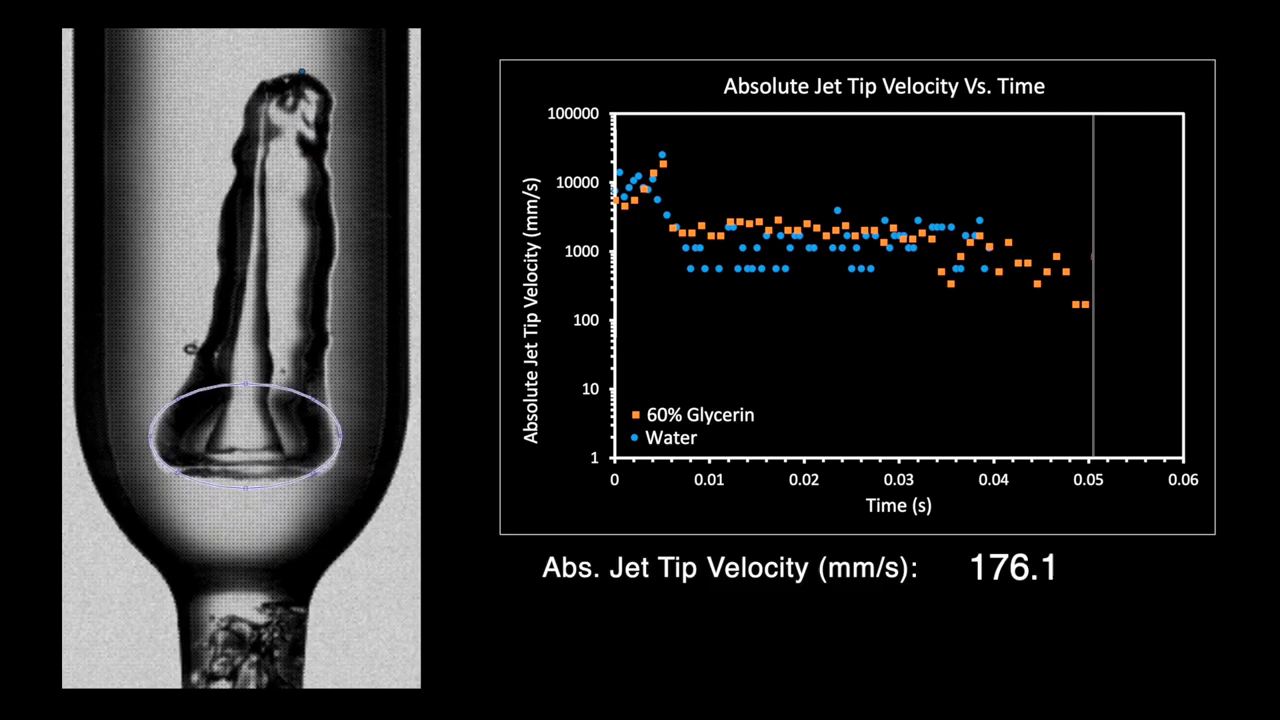 Absolute Jet Tip Velocity Vs. Time
Absolute Jet Tip Velocity (mm/s)
100000
10000
1000
100
10
1
60% Glycerin
Water
0 0.01 0.02 0.03 0.04 0.05 0.06
Time (s)
Abs. Jet Tip Velocity (mm/s): 176.1